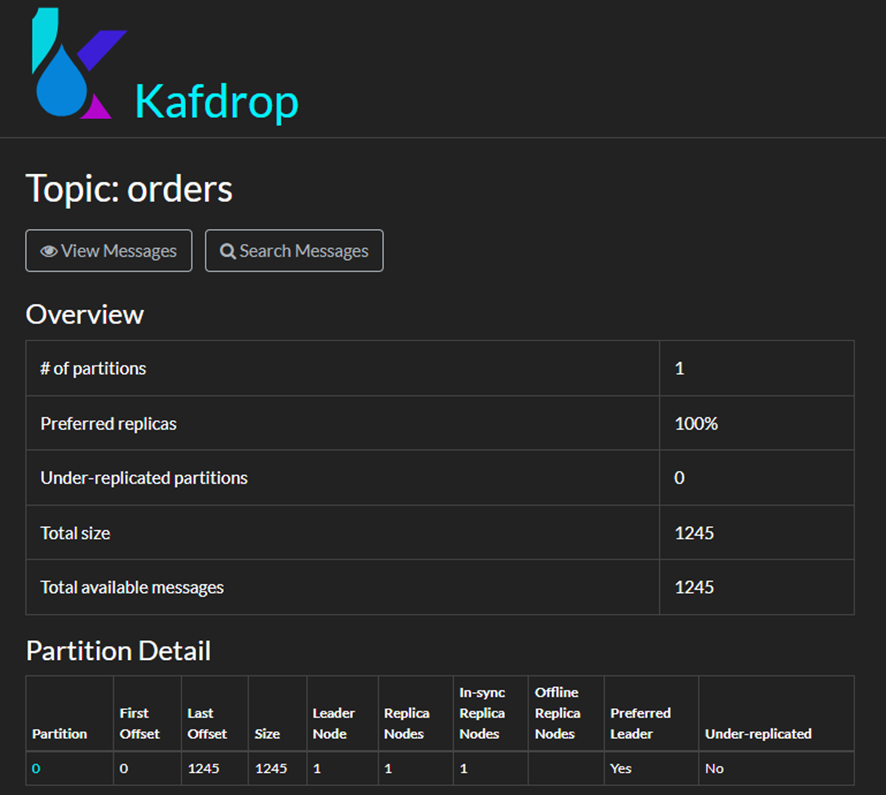 Kafdrop
Topic: orders
View Messages Search Messages
Overview
# of partitions 1
Preferred replicas 100%
Under-replicated partitions 0
Total size 1245
Total available messages 1245
Partition Detail
Partition First Offset Last Offset Size Leader Node Replica Nodes In-sync Replica Nodes Offline Replica Nodes Preferred Leader Under-replicated
0 0 1245 1245 1 1 1 Yes No